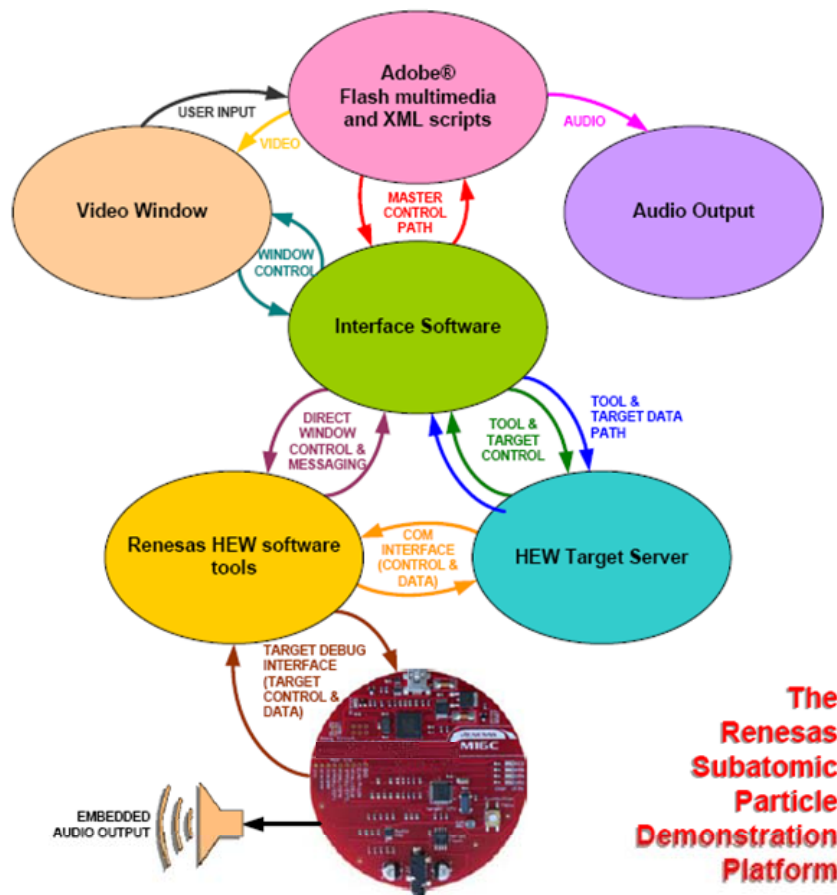 Adobe®
Flash multimedia
and XML scripts
USER INPUT
VIDEO
AUDIO
Video Window
MASTER
CONTROL
PATH
Audio Output
WINDOW
CONTROL
Interface Software
DIRECT
WINDOW
CONTROL &
MESSAGING
TOOL &
TARGET
CONTROL
TOOL &
TARGET DATA
PATH
Renesas HEW software
tools
COM
INTERFACE
(CONTROL &
DATA)
HEW Target Server
TARGET DEBUG
INTERFACE
(TARGET
CONTROL &
DATA)
RENESAS
M16C
EMBEDDED
AUDIO OUTPUT
The
Renesas
Subatomic
Particle
Demonstration
Platform